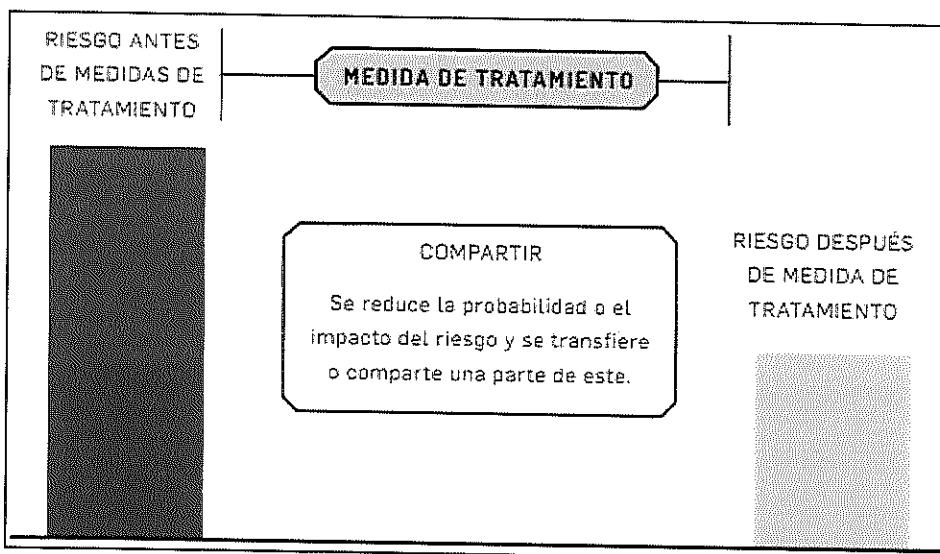 RIESGO ANTES
DE MEDIDAS DE
TRATAMIENTO
MEDIDA DE TRATAMIENTO
COMPARTIR
Se reduce la probabilidad o el
impacto del riesgo y se transfiere
o comparte una parte de este.
RIESGO DESPUÉS
DE MEDIDA DE
TRATAMIENTO